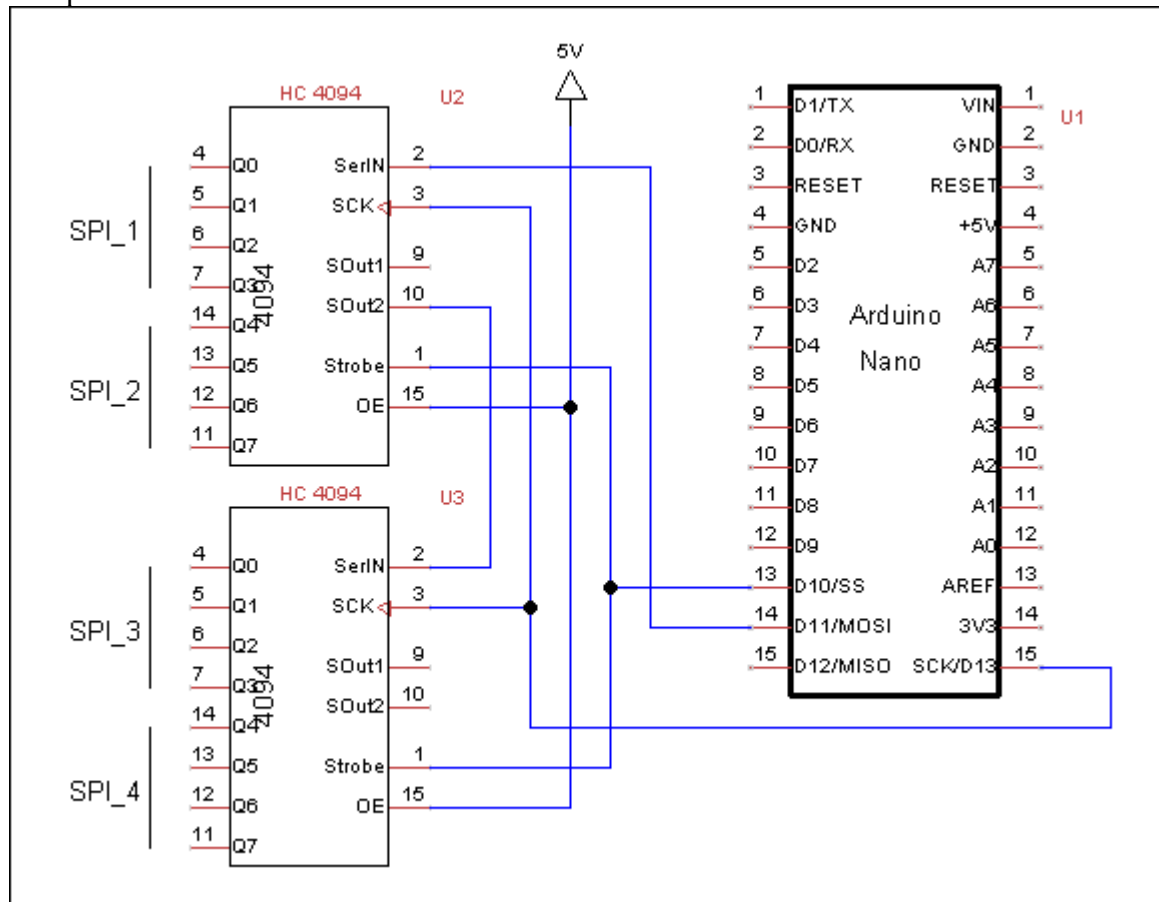 5V
HC 4094 U2
4 Q0 SerIN 2
5 Q1 SCK 3
6 Q2
SOut1 9
7 Q3
SOut2 10
14 Q4
13 Q5 Strobe 1
12 Q6 OE 15
11 Q7
4094
SPI_1
SPI_2
HC 4094 U3
4 Q0 SerIN 2
5 Q1 SCK 3
6 Q2
SOut1 9
7 Q3
SOut2 10
14 Q4
13 Q5 Strobe 1
12 Q6 OE 15
11 Q7
4094
SPI_3
SPI_4
U1
Arduino
Nano
1 D1/TX VIN 1
2 D0/RX GND 2
3 RESET RESET 3
4 GND +5V 4
5 D2 A7 5
6 D3 A6 6
7 D4 A5 7
8 D5 A4 8
9 D6 A3 9
10 D7 A2 10
11 D8 A1 11
12 D9 A0 12
13 D10/SS AREF 13
14 D11/MOSI 3V3 14
15 D12/MISO SCK/D13 15